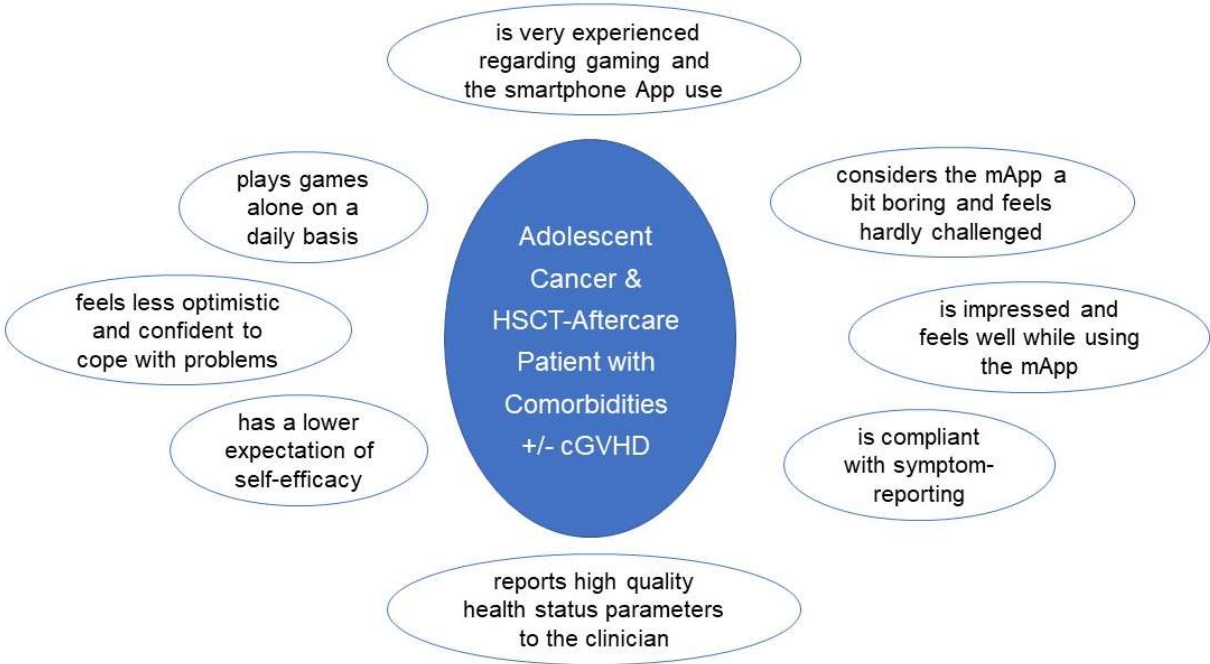 is very experienced
regarding gaming and
the smartphone App use
plays games
alone on a
daily basis
considers the mApp a
bit boring and feels
hardly challenged
Adolescent
Cancer &
HSCT-Aftercare
Patient with
Comorbidities
+/- cGVHD
feels less optimistic
and confident to
cope with problems
is impressed and
feels well while using
the mApp
has a lower
expectation of
self-efficacy
is compliant
with symptom-
reporting
reports high quality
health status parameters
to the clinician